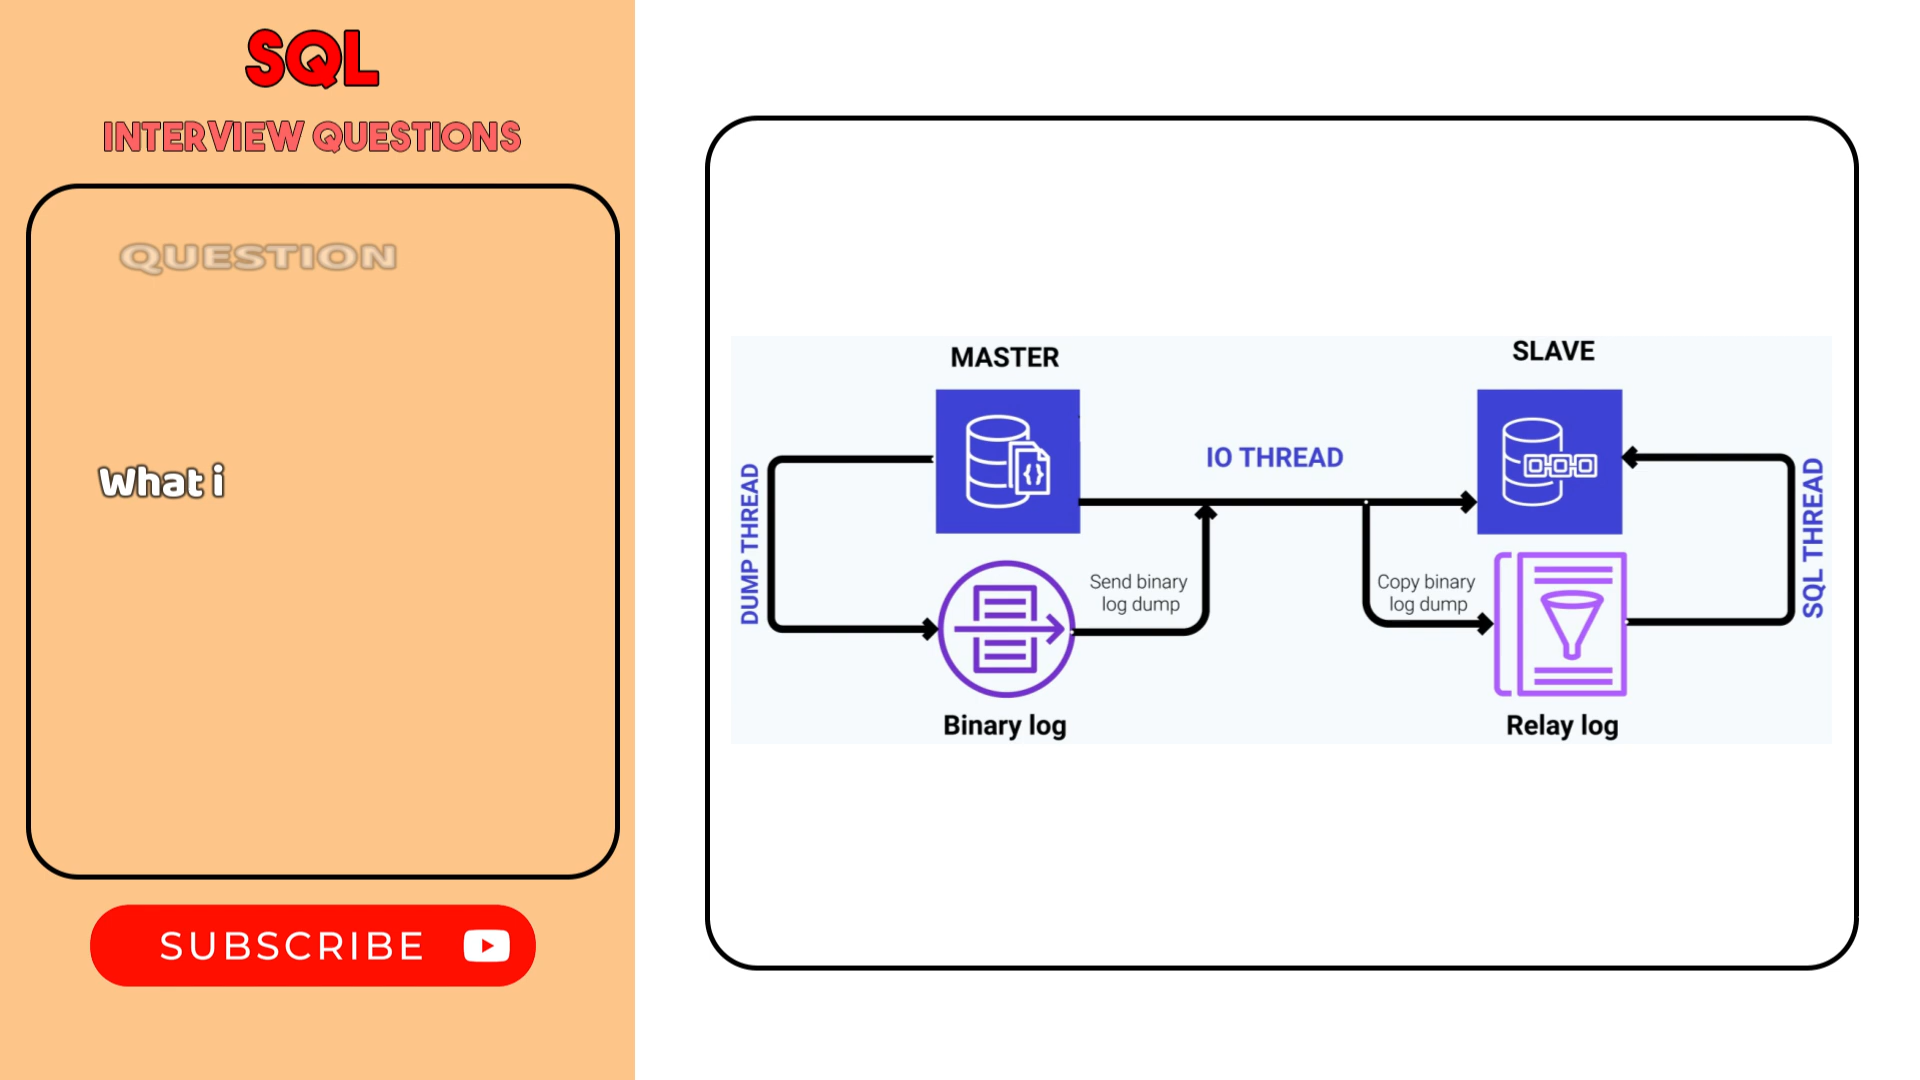 SQL
INTERVIEW QUESTIONS
QUESTION
What i
SUBSCRIBE
MASTER
SLAVE
IO THREAD
DUMP THREAD
Send binary
log dump
Copy binary
log dump
SQL THREAD
{}
Binary log
Relay log